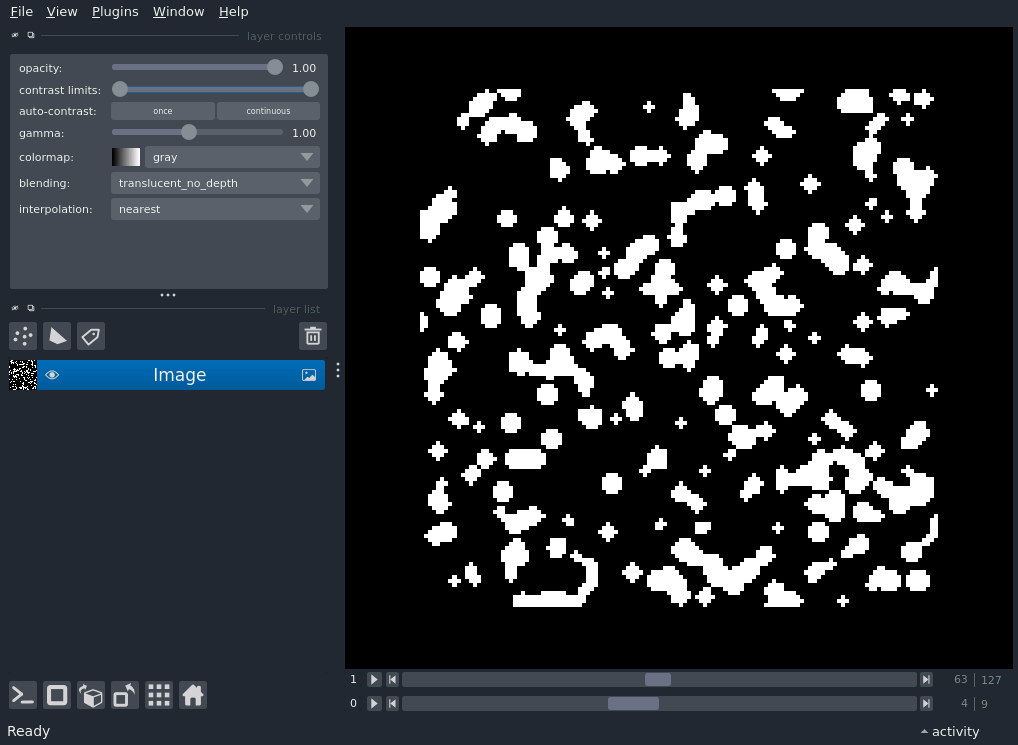 File View Plugins Window Help
layer controls
opacity: 1.00
contrast limits:
auto-contrast: once continuous
gamma: 1.00
colormap: gray
blending: translucent_no_depth
interpolation: nearest
layer list
Image
1 63 127
0 4 9
Ready activity